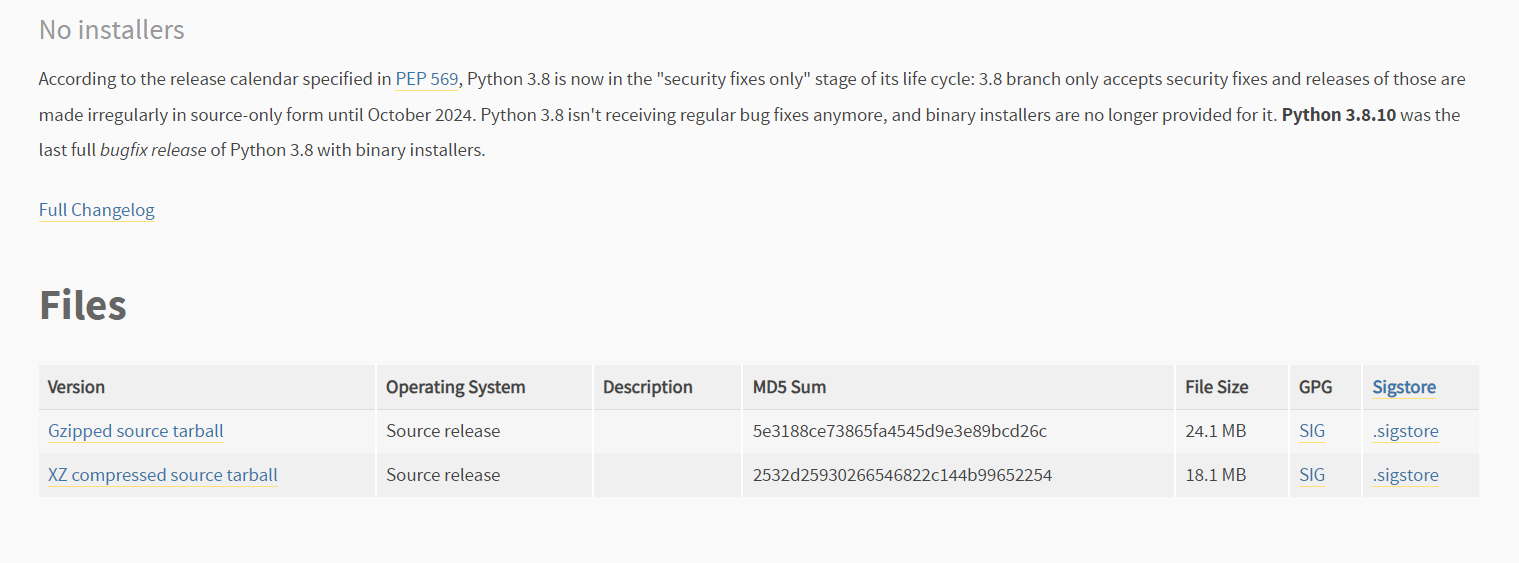 No installers
According to the release calendar specified in PEP 569, Python 3.8 is now in the "security fixes only" stage of its life cycle: 3.8 branch only accepts security fixes and releases of those are
made irregularly in source-only form until October 2024. Python 3.8 isn't receiving regular bug fixes anymore, and binary installers are no longer provided for it. Python 3.8.10 was the
last full bugfix release of Python 3.8 with binary installers.
Full Changelog
Files
Version Operating System Description MD5 Sum File Size GPG Sigstore
Gzipped source tarball Source release 5e3188ce73865fa4545d9e3e89bcd26c 24.1 MB SIG .sigstore
XZ compressed source tarball Source release 2532d25930266546822c144b99652254 18.1 MB SIG .sigstore